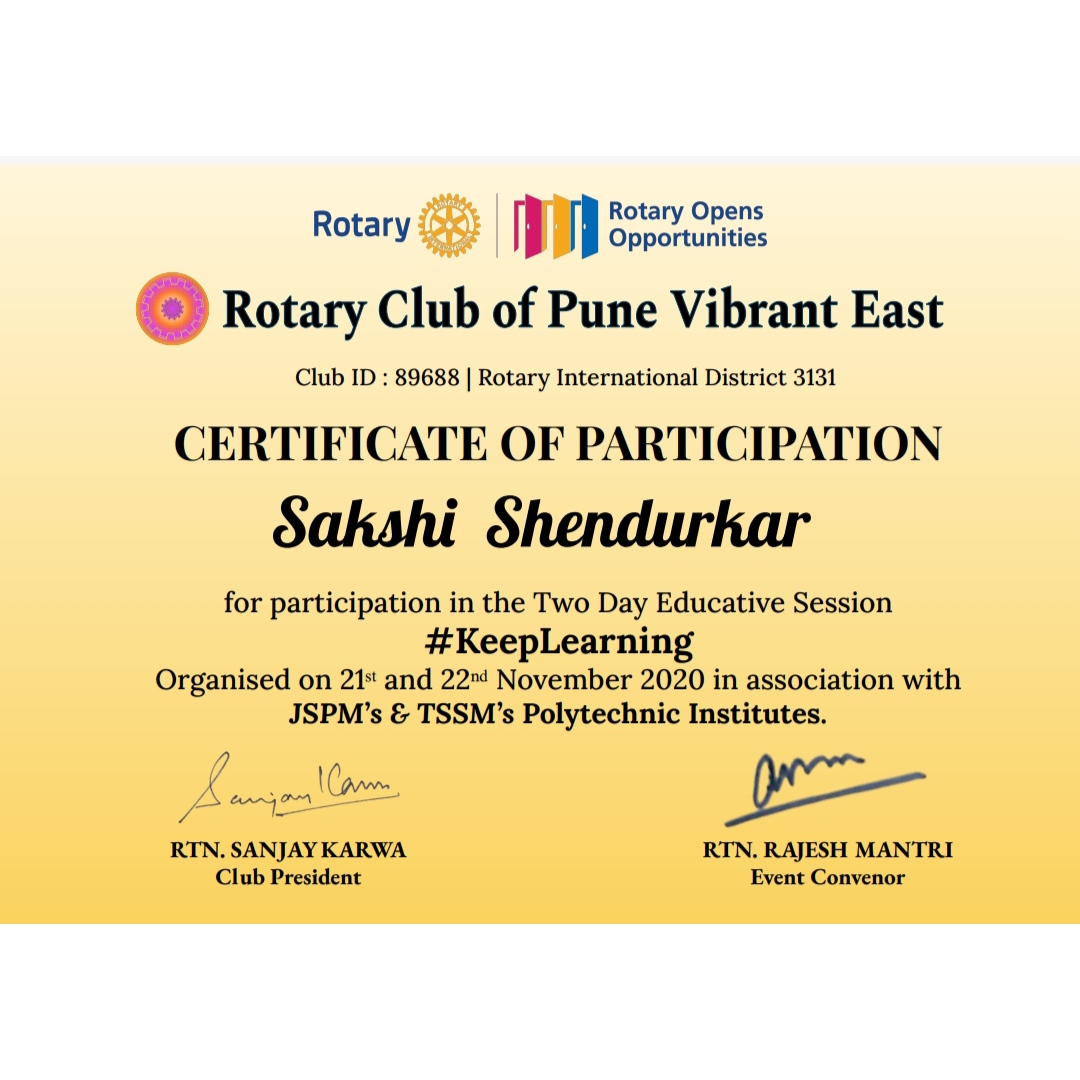 Rotary
Rotary Opens
Opportunities
Rotary Club of Pune Vibrant East
Club ID : 89688 | Rotary International District 3131
CERTIFICATE OF PARTICIPATION
Sakshi Shendurkar
for participation in the Two Day Educative Session
#KeepLearning
Organised on 21st and 22nd November 2020 in association with
JSPM's & TSSM's Polytechnic Institutes.
Sanjay Karwa
RTN. SANJAY KARWA
Club President
RTN. RAJESH MANTRI
Event Convenor